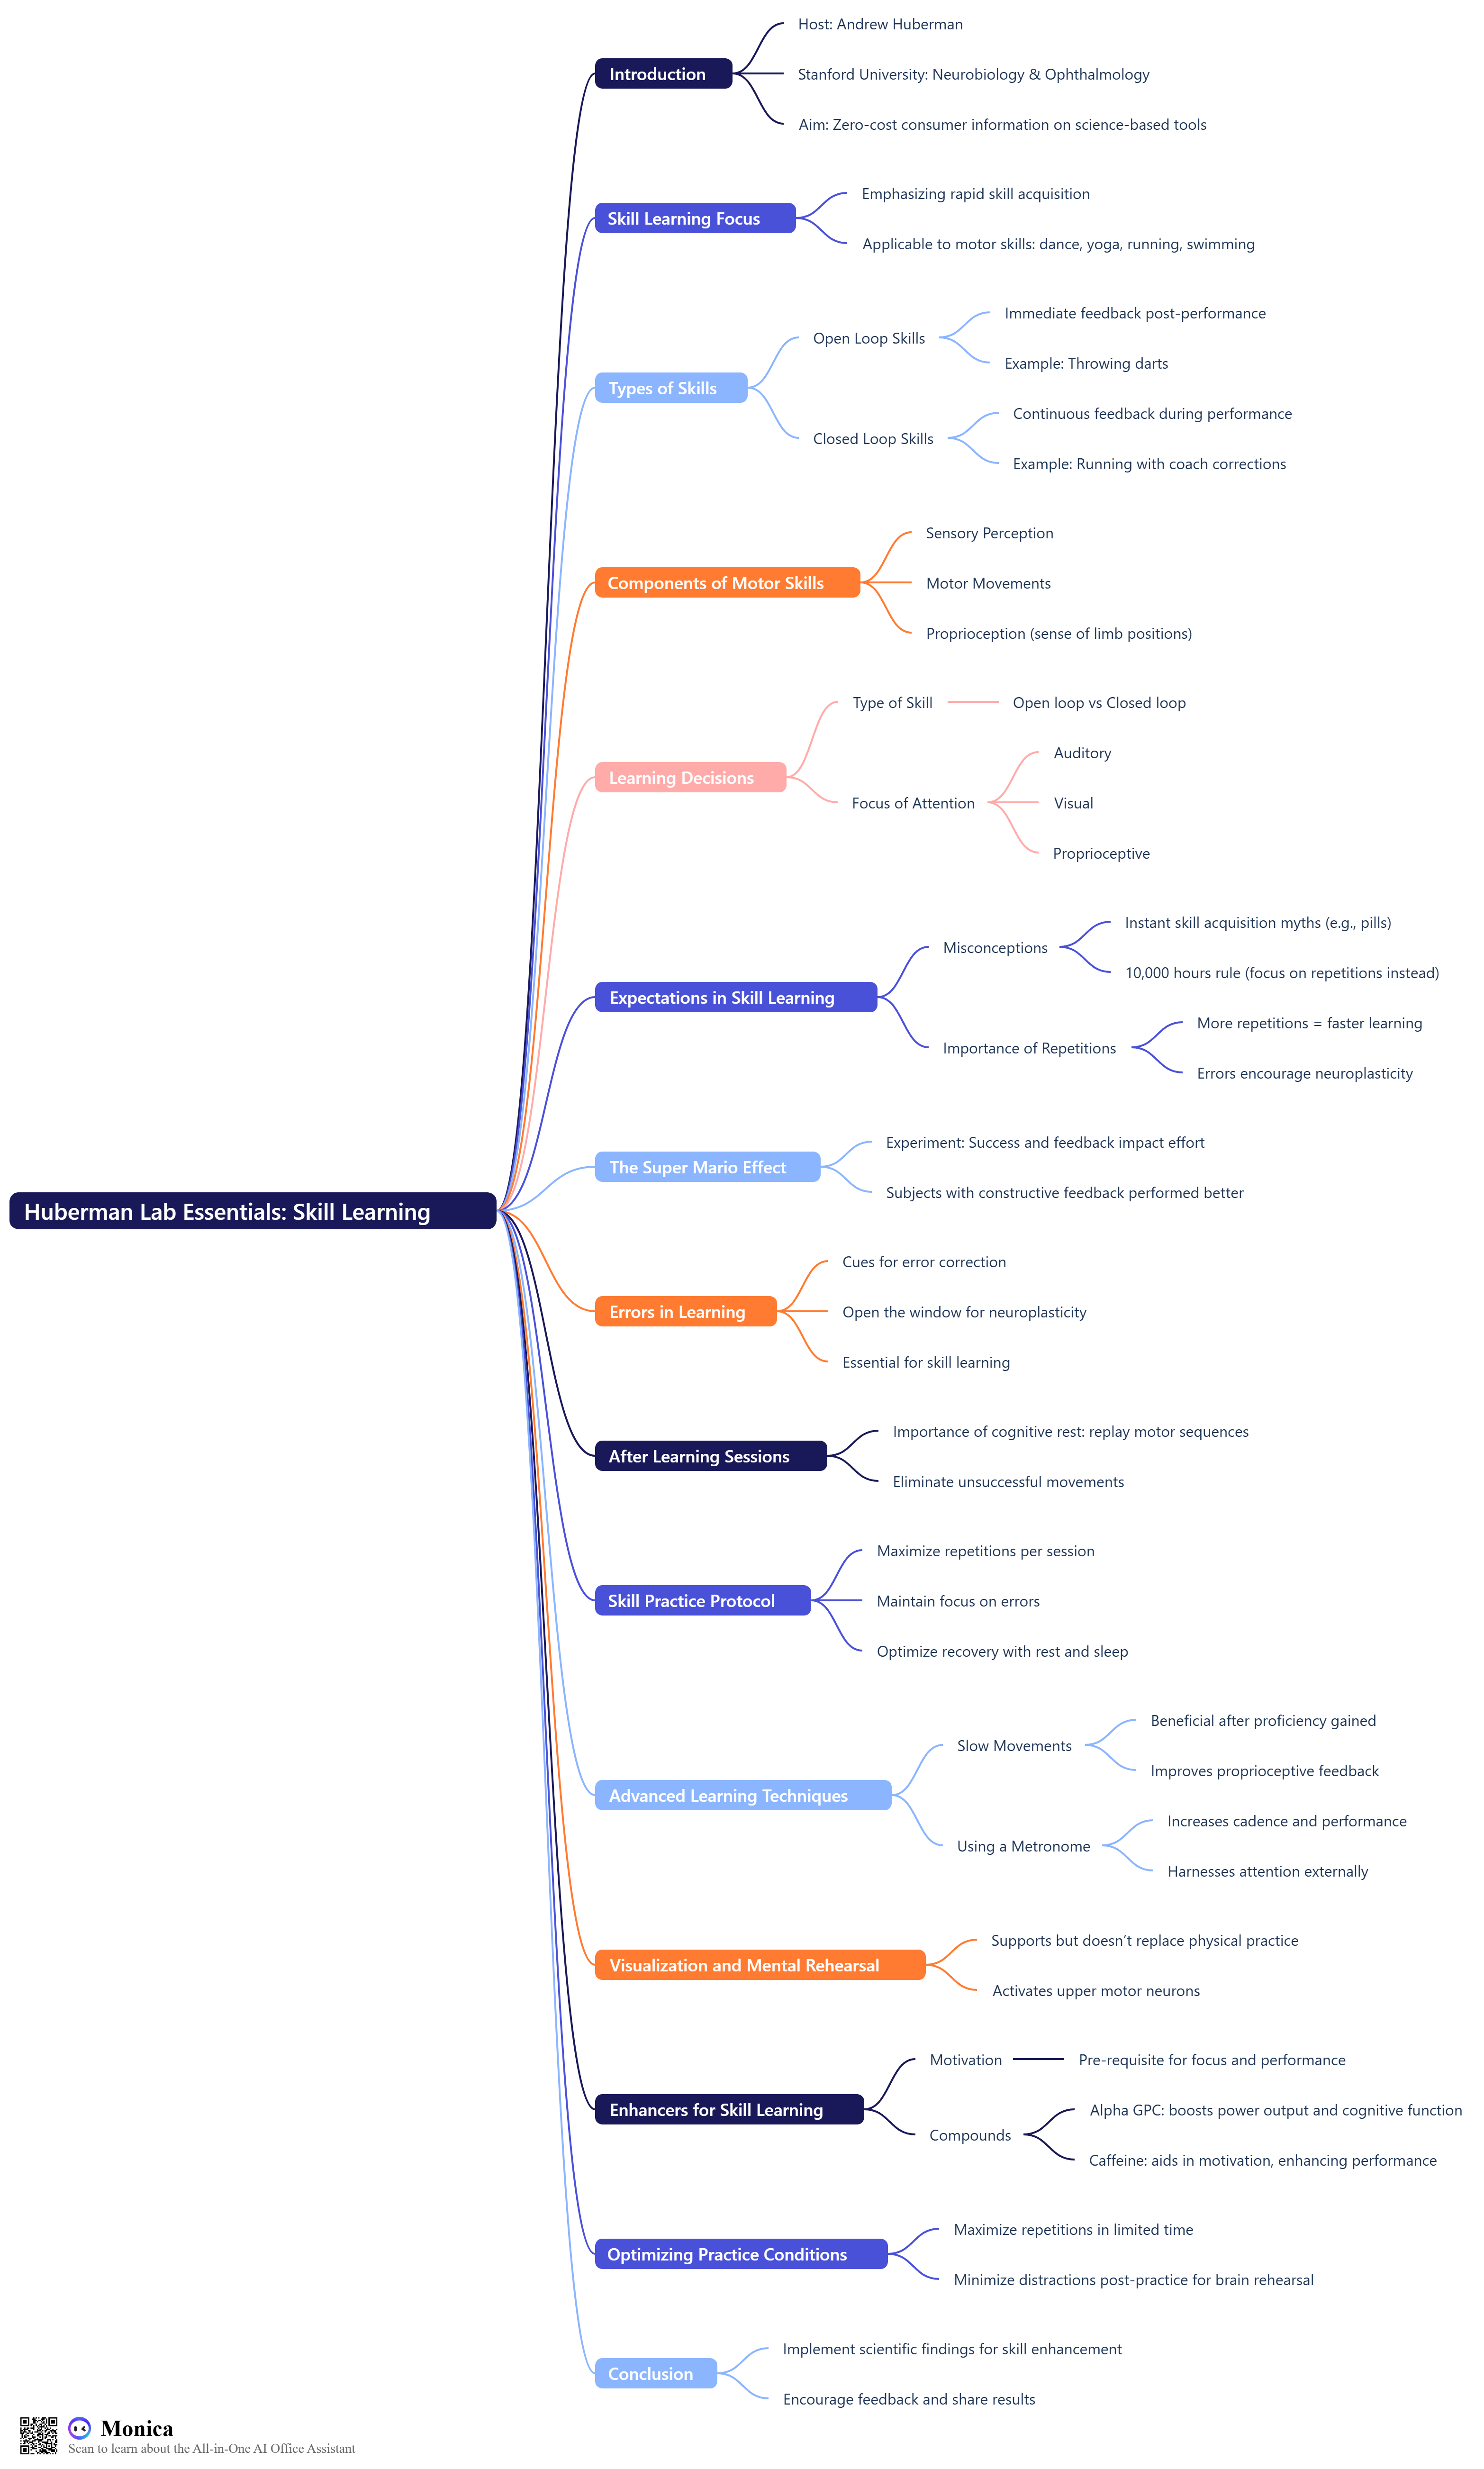 Huberman Lab Essentials: Skill Learning
Introduction
Host: Andrew Huberman
Stanford University: Neurobiology & Ophthalmology
Aim: Zero-cost consumer information on science-based tools
Skill Learning Focus
Emphasizing rapid skill acquisition
Applicable to motor skills: dance, yoga, running, swimming
Types of Skills
Open Loop Skills
Immediate feedback post-performance
Example: Throwing darts
Closed Loop Skills
Continuous feedback during performance
Example: Running with coach corrections
Components of Motor Skills
Sensory Perception
Motor Movements
Proprioception (sense of limb positions)
Learning Decisions
Type of Skill
Open loop vs Closed loop
Focus of Attention
Auditory
Visual
Proprioceptive
Expectations in Skill Learning
Misconceptions
Instant skill acquisition myths (e.g., pills)
10,000 hours rule (focus on repetitions instead)
Importance of Repetitions
More repetitions = faster learning
Errors encourage neuroplasticity
The Super Mario Effect
Experiment: Success and feedback impact effort
Subjects with constructive feedback performed better
Errors in Learning
Cues for error correction
Open the window for neuroplasticity
Essential for skill learning
After Learning Sessions
Importance of cognitive rest: replay motor sequences
Eliminate unsuccessful movements
Skill Practice Protocol
Maximize repetitions per session
Maintain focus on errors
Optimize recovery with rest and sleep
Advanced Learning Techniques
Slow Movements
Beneficial after proficiency gained
Improves proprioceptive feedback
Using a Metronome
Increases cadence and performance
Harnesses attention externally
Visualization and Mental Rehearsal
Supports but doesn’t replace physical practice
Activates upper motor neurons
Enhancers for Skill Learning
Motivation
Pre-requisite for focus and performance
Compounds
Alpha GPC: boosts power output and cognitive function
Caffeine: aids in motivation, enhancing performance
Optimizing Practice Conditions
Maximize repetitions in limited time
Minimize distractions post-practice for brain rehearsal
Conclusion
Implement scientific findings for skill enhancement
Encourage feedback and share results
Monica
Scan to learn about the All-in-One AI Office Assistant